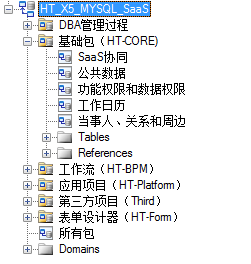 HT_X5_MYSQL_SaaS
DBA管理过程
基础包（HT-CORE)
SaaS协同
公共数据
功能权限和数据权限
工作日历
当事人、关系和周边
Tables
References
工作流（HT-BPM）
应用项目（HT-Platform）
第三方项目（Third）
表单设计器（HT-Form）
所有包
Domains